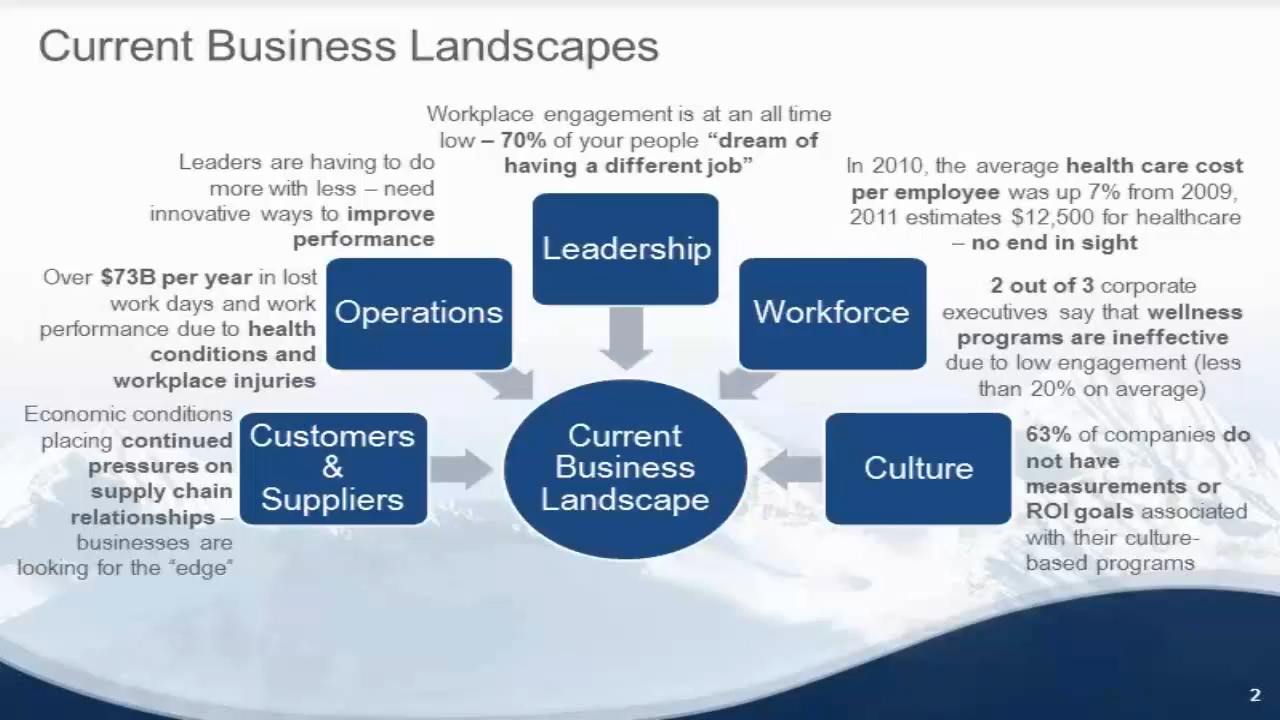 Current Business Landscapes
Workplace engagement is at an all time
low – 70% of your people “dream of
having a different job”
Leaders are having to do
more with less – need
innovative ways to improve
performance
In 2010, the average health care cost
per employee was up 7% from 2009,
2011 estimates $12,500 for healthcare
– no end in sight
Leadership
Operations
Workforce
Over $73B per year in lost
work days and work
performance due to health
conditions and
workplace injuries
2 out of 3 corporate
executives say that wellness
programs are ineffective
due to low engagement (less
than 20% on average)
Economic conditions
placing continued
pressures on
supply chain
relationships –
businesses are
looking for the “edge”
Customers
&
Suppliers
Current
Business
Landscape
Culture
63% of companies do
not have
measurements or
ROI goals associated
with their culture-
based programs
2